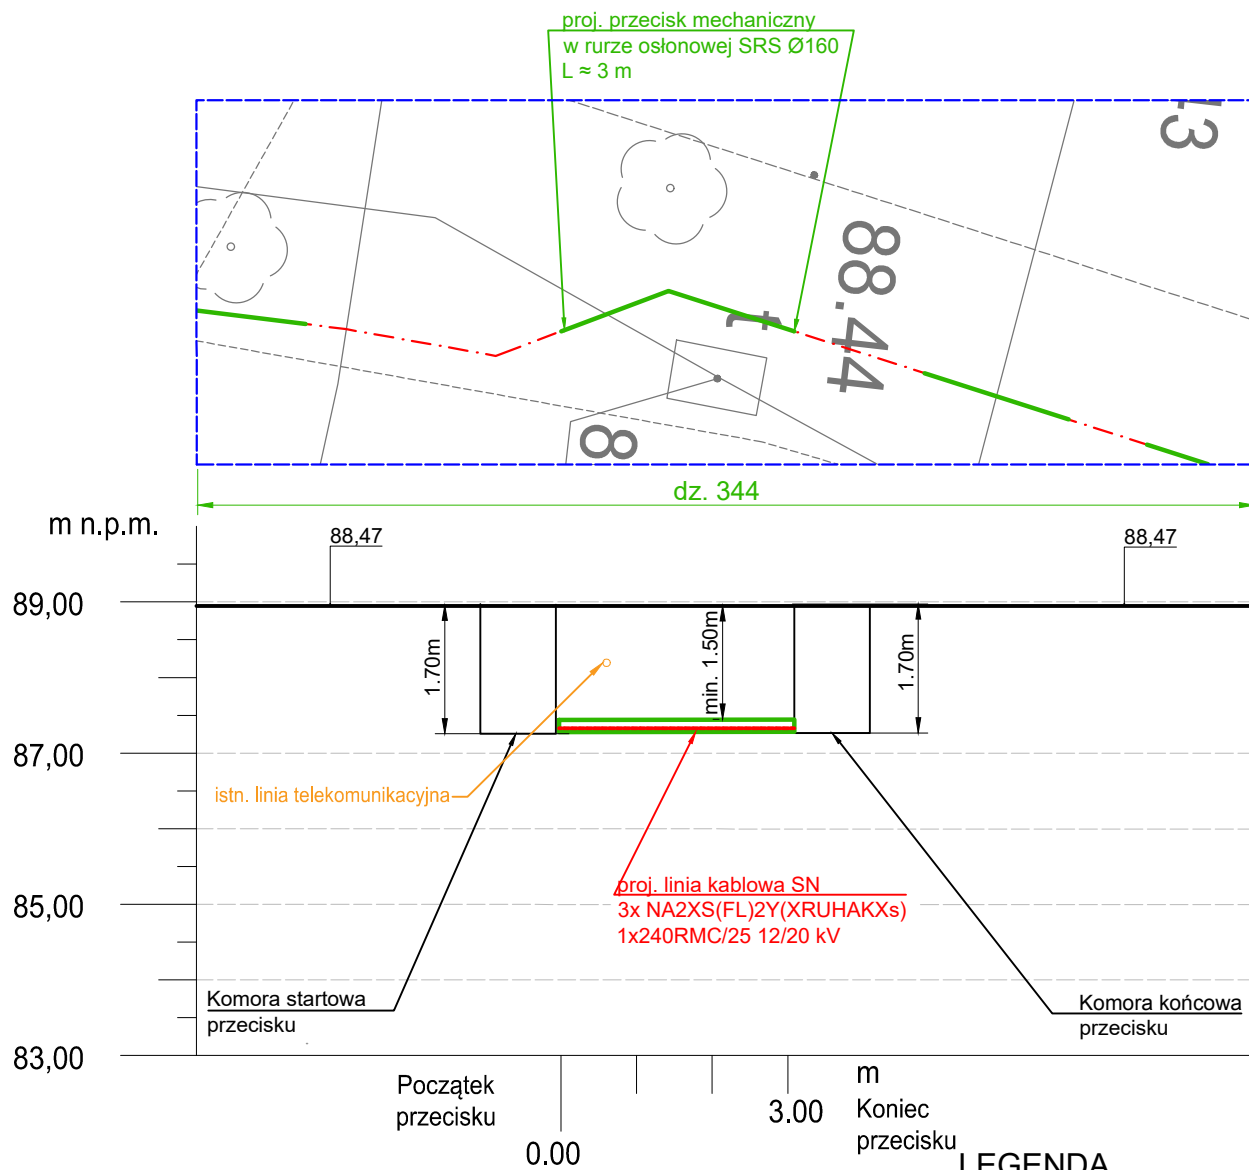 proj. przecisk mechaniczny
w rurze osłonowej SRS Ø160
L ≈ 3 m
13
88.44
t
8
dz. 344
m n.p.m.
88,47
88,47
89,00
1.70m
min. 1.50m
1.70m
87,00
istn. linia telekomunikacyjna
proj. linia kablowa SN
3x NA2XS(FL)2Y(XRUHAKXs)
1x240RMC/25 12/20 kV
85,00
Komora startowa
przecisku
Komora końcowa
przecisku
83,00
Początek
przecisku
0.00
3.00
m
Koniec
przecisku
LEGENDA